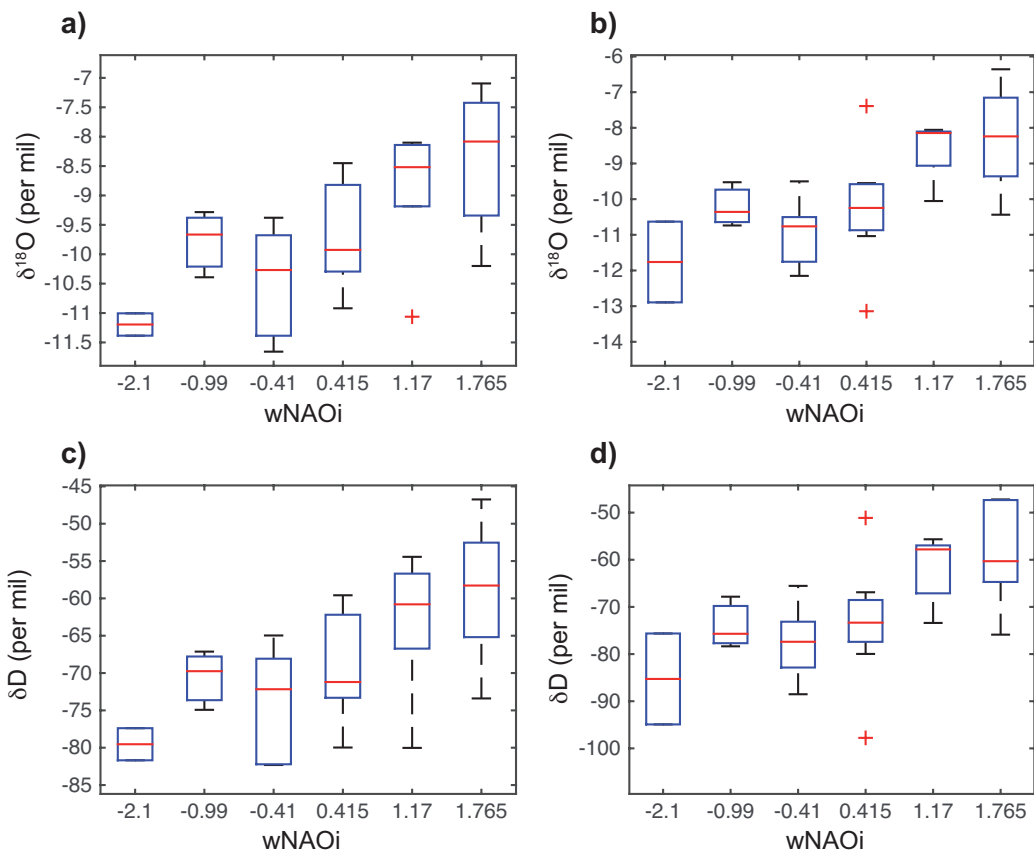 a)
δ¹⁸O (per mil)
-7
-7.5
-8
-8.5
-9
-9.5
-10
-10.5
-11
-11.5
-2.1 -0.99 -0.41 0.415 1.17 1.765
wNAOi
b)
δ¹⁸O (per mil)
-6
-7
-8
-9
-10
-11
-12
-13
-14
-2.1 -0.99 -0.41 0.415 1.17 1.765
wNAOi
c)
δD (per mil)
-45
-50
-55
-60
-65
-70
-75
-80
-85
-2.1 -0.99 -0.41 0.415 1.17 1.765
wNAOi
d)
δD (per mil)
-50
-60
-70
-80
-90
-100
-2.1 -0.99 -0.41 0.415 1.17 1.765
wNAOi